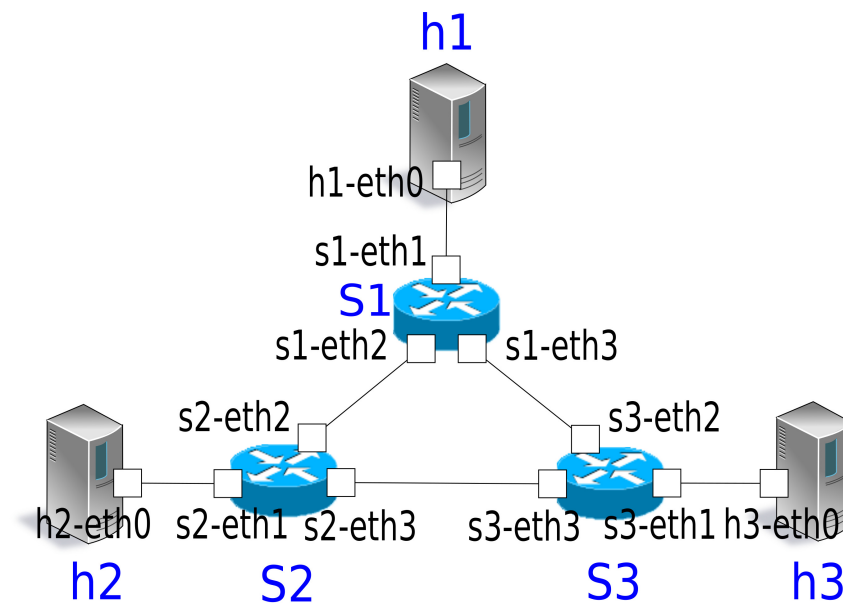 h1
h1-eth0
s1-eth1
S1
s1-eth2
s1-eth3
s2-eth2
s3-eth2
h2-eth0
s2-eth1
s2-eth3
s3-eth3
s3-eth1
h3-eth0
h2
S2
S3
h3